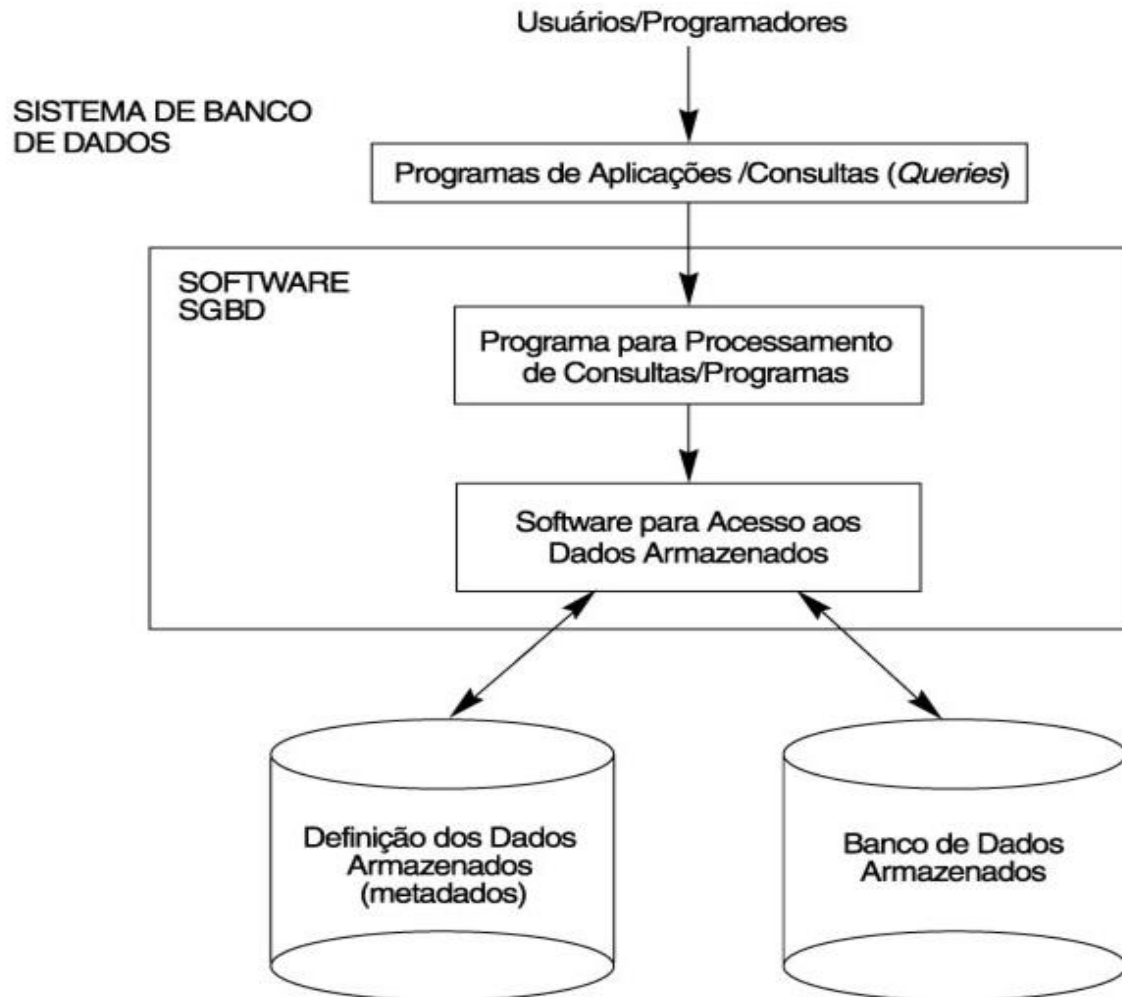 Usuários/Programadores
SISTEMA DE BANCO
DE DADOS
Programas de Aplicações /Consultas (Queries)
SOFTWARE
SGBD
Programa para Processamento
de Consultas/Programas
Software para Acesso aos
Dados Armazenados
Definição dos Dados
Armazenados
(metadados)
Banco de Dados
Armazenados